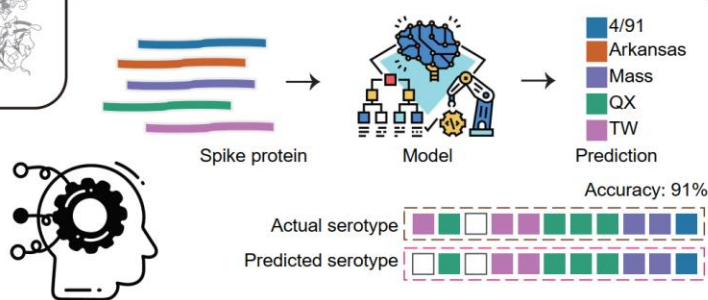 4/91
Arkansas
Mass
QX
TW
Spike protein
Model
Prediction
Accuracy: 91%
Actual serotype
Predicted serotype